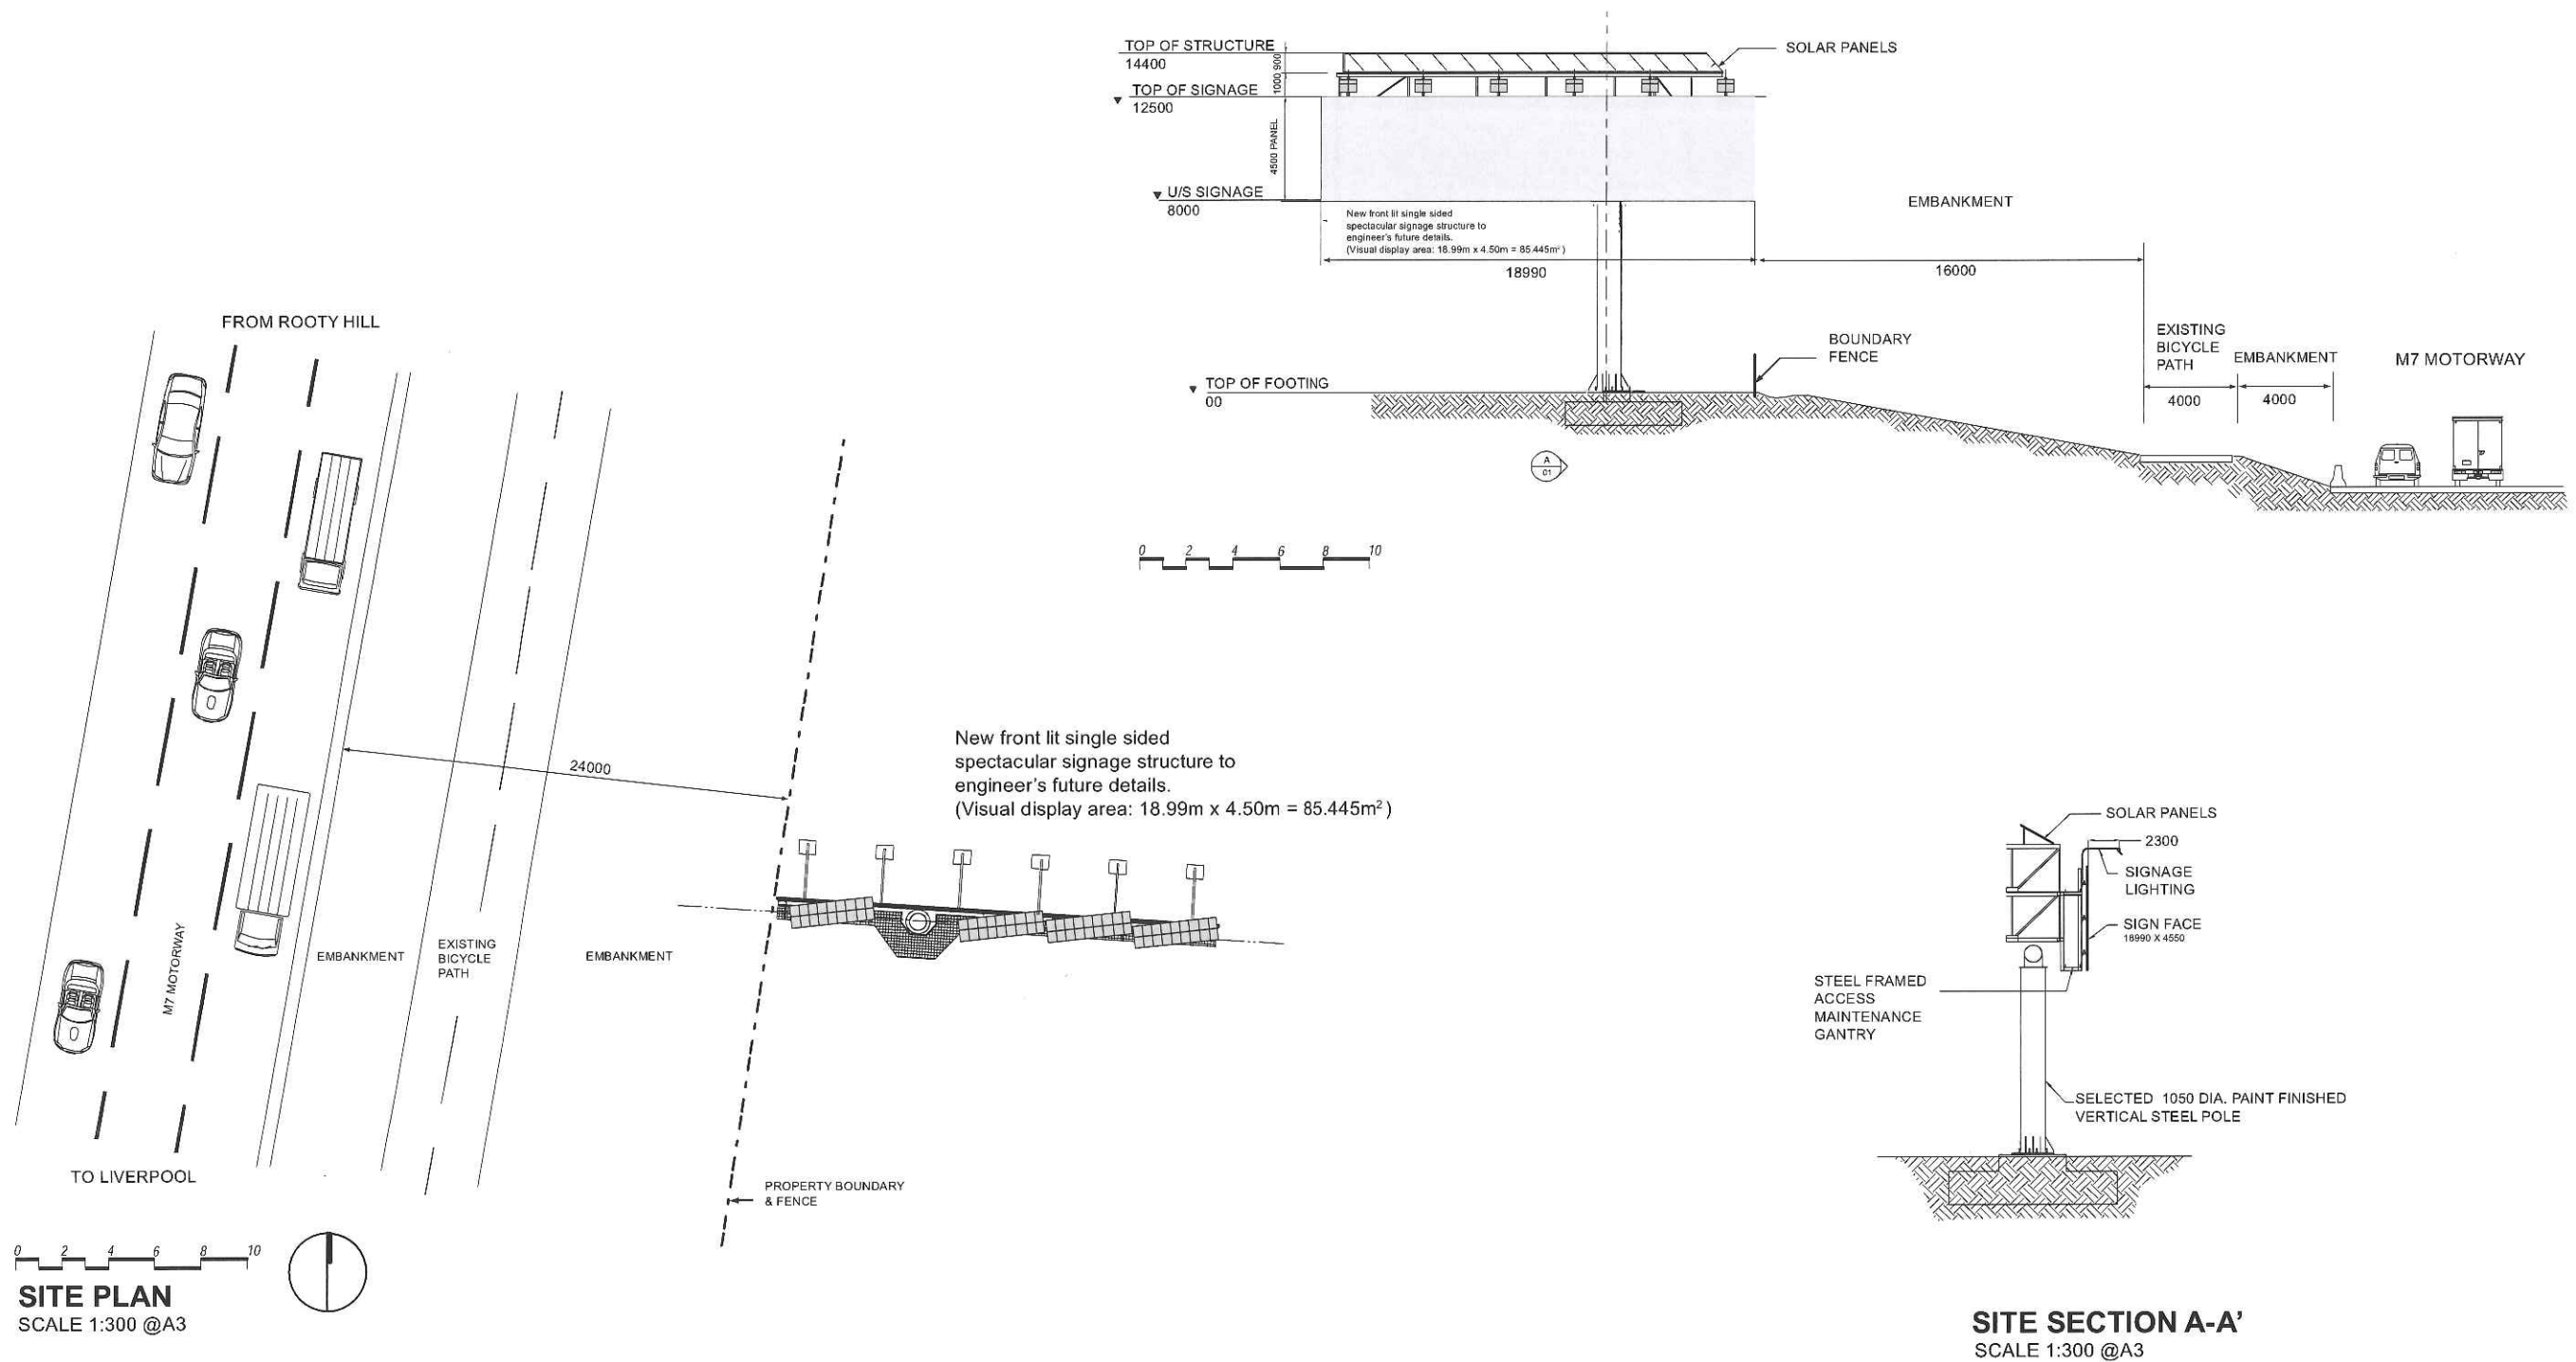 TOP OF STRUCTURE
14400
1000 900
SOLAR PANELS
TOP OF SIGNAGE
12500
4500 PANEL
U/S SIGNAGE
8000
New front lit single sided
spectacular signage structure to
engineer's future details.
(Visual display area: 18.99m x 4.50m = 85.445m²)
18990
EMBANKMENT
16000
BOUNDARY
FENCE
EXISTING
BICYCLE
PATH
4000
EMBANKMENT
4000
M7 MOTORWAY
TOP OF FOOTING
00
A
01
0 2 4 6 8 10
FROM ROOTY HILL
24000
New front lit single sided
spectacular signage structure to
engineer's future details.
(Visual display area: 18.99m x 4.50m = 85.445m²)
M7 MOTORWAY
EMBANKMENT
EXISTING
BICYCLE
PATH
EMBANKMENT
TO LIVERPOOL
PROPERTY BOUNDARY
& FENCE
0 2 4 6 8 10
SITE PLAN
SCALE 1:300 @A3
SOLAR PANELS
2300
SIGNAGE
LIGHTING
SIGN FACE
18990 X 4550
STEEL FRAMED
ACCESS
MAINTENANCE
GANTRY
SELECTED 1050 DIA. PAINT FINISHED
VERTICAL STEEL POLE
SITE SECTION A-A'
SCALE 1:300 @A3